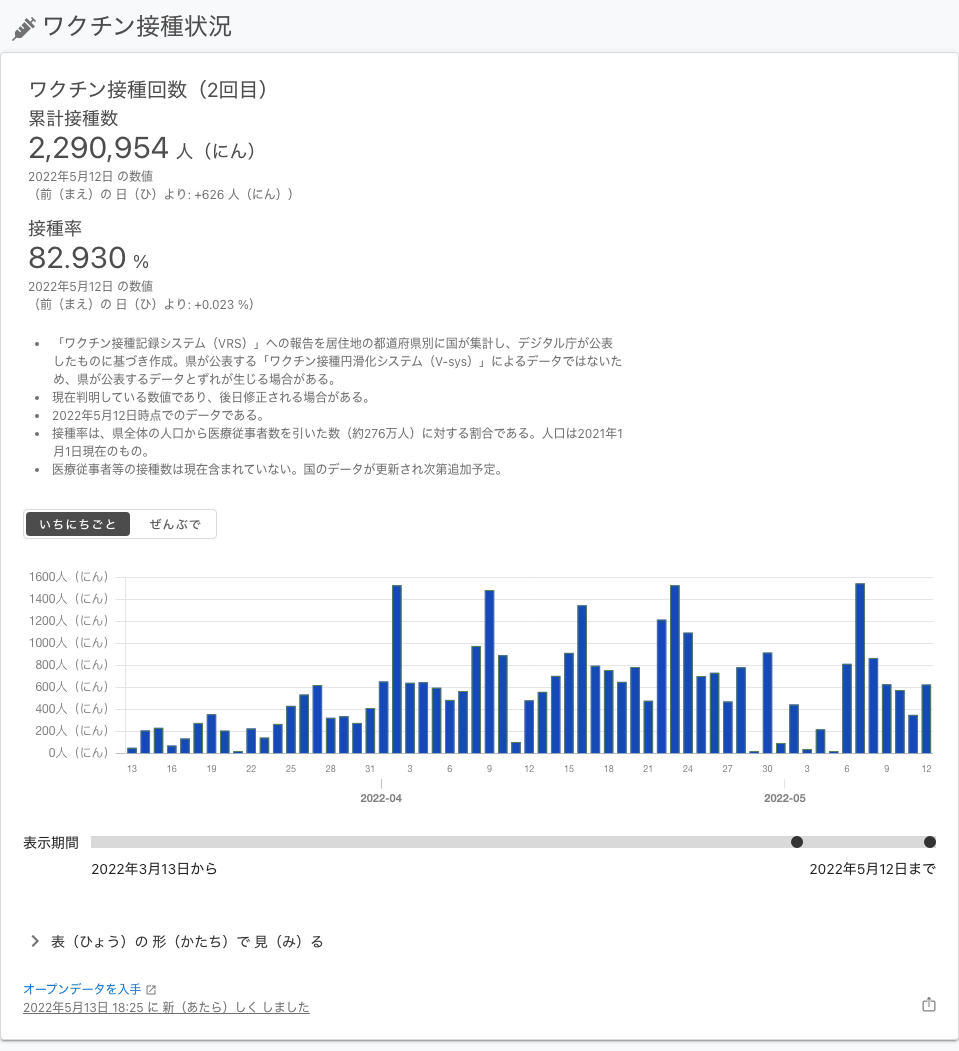 ワクチン接種状況
ワクチン接種回数（2回目）
累計接種数
2,290,954 人（にん）
2022年5月12日 の数値
（前（まえ）の 日（ひ）より: +626 人（にん））
接種率
82.930 %
2022年5月12日 の数値
（前（まえ）の 日（ひ）より: +0.023 %）
• 「ワクチン接種記録システム（VRS）」への報告を居住地の都道府県別に国が集計し、デジタル庁が公表
したものに基づき作成。県が公表する「ワクチン接種円滑化システム（V-sys）」によるデータではないた
め、県が公表するデータとずれが生じる場合がある。
• 現在判明している数値であり、後日修正される場合がある。
• 2022年5月12日時点でのデータである。
• 接種率は、県全体の人口から医療従事者数を引いた数（約276万人）に対する割合である。人口は2021年1
月1日現在のもの。
• 医療従事者等の接種数は現在含まれていない。国のデータが更新され次第追加予定。
いちにちごと ぜんぶで
1600人（にん）
1400人（にん）
1200人（にん）
1000人（にん）
800人（にん）
600人（にん）
400人（にん）
200人（にん）
0人（にん）
13 16 19 22 25 28 31 3 6 9 12 15 18 21 24 27 30 3 6 9 12
2022-04 2022-05
表示期間
2022年3月13日から 2022年5月12日まで
表（ひょう）の 形（かたち）で 見（み）る
オープンデータを入手
2022年5月13日 18:25 に 新（あたら）しく しました